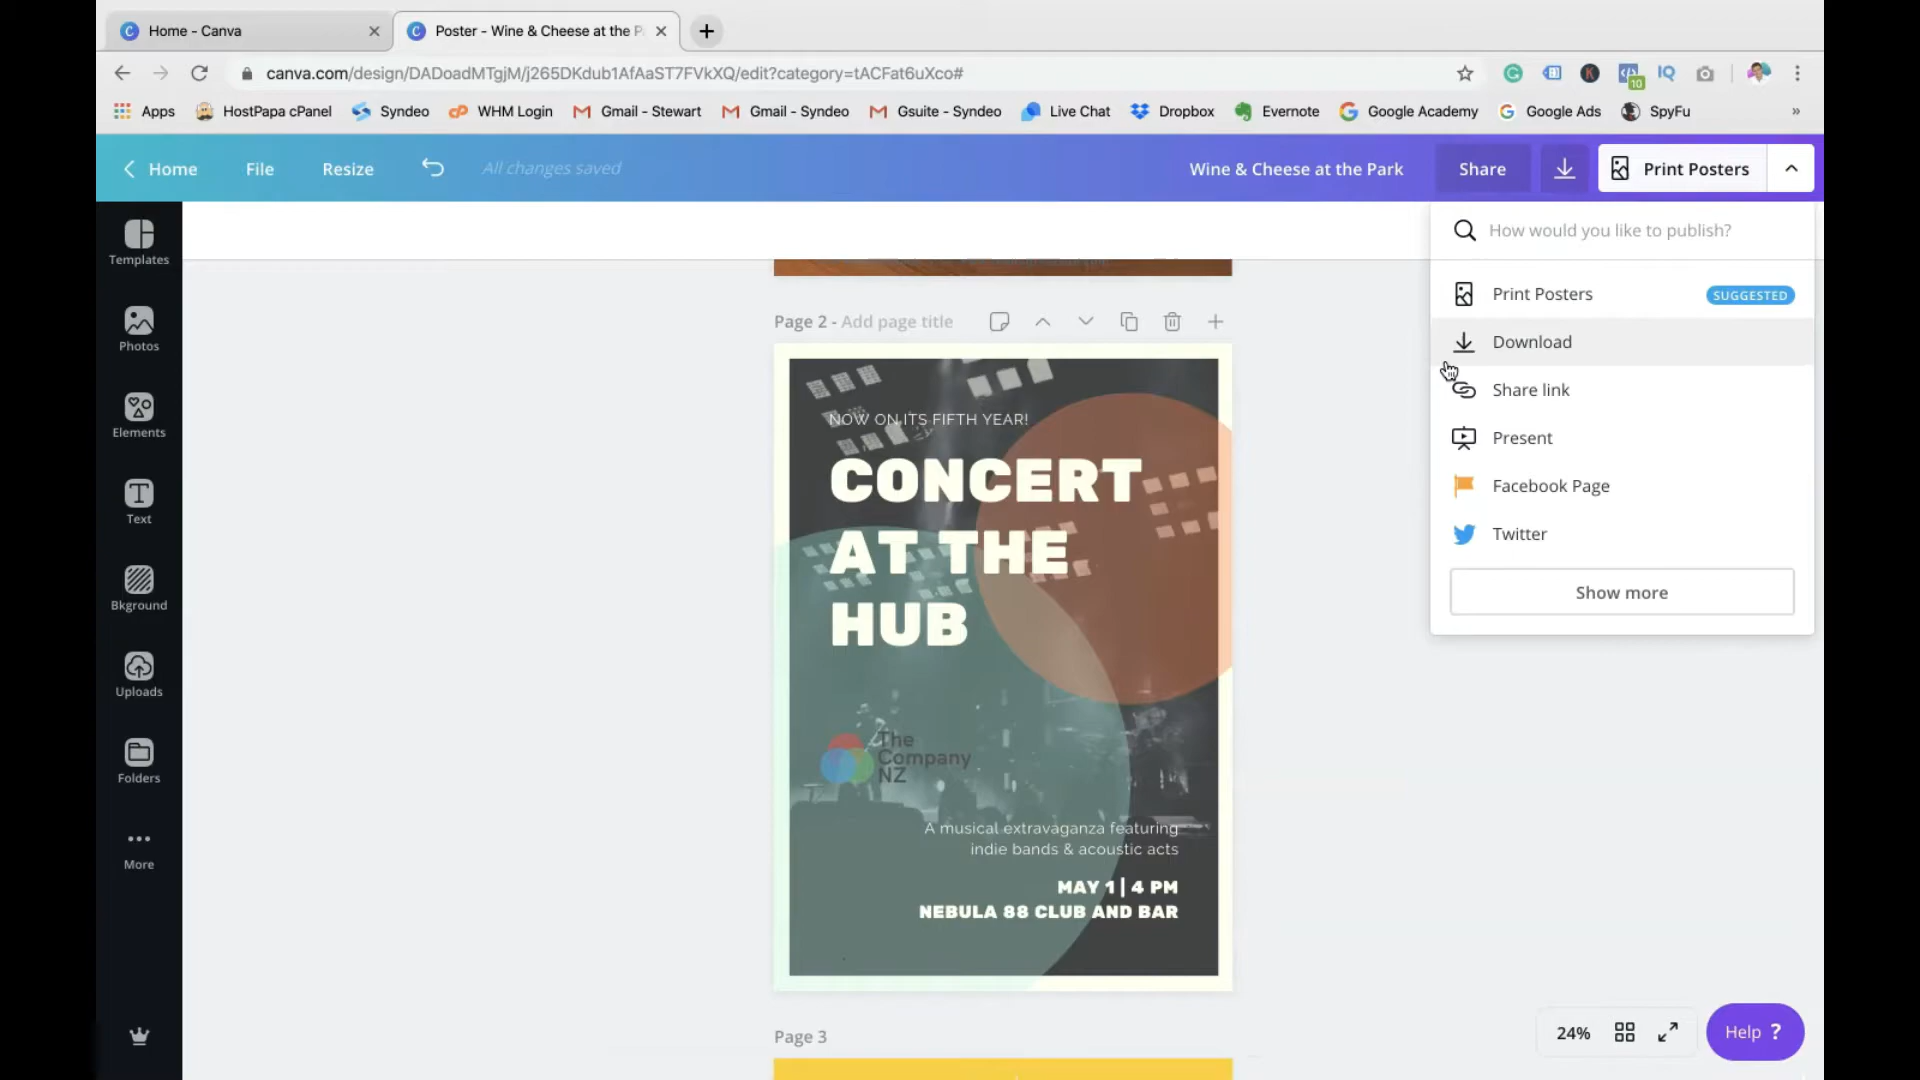 Home - Canva
Poster - Wine & Cheese at the P
canva.com/design/DADoadMTgjM/j265DKdub1AfAaST7FVkXQ/edit?category=tACFat6uXco#
10
IQ
K
Apps
HostPapa cPanel
Syndeo
WHM Login
Gmail - Stewart
Gmail - Syndeo
Gsuite - Syndeo
Live Chat
Dropbox
Evernote
Google Academy
Google Ads
SpyFu
»
Home
File
Resize
All changes saved
Wine & Cheese at the Park
Share
Print Posters
How would you like to publish?
Print Posters
SUGGESTED
Download
Share link
Present
Facebook Page
Twitter
Show more
Templates
Photos
Elements
Text
Bkground
Uploads
Folders
More
Page 2 - Add page title
NOW ON ITS FIFTH YEAR!
CONCERT
AT THE
HUB
The
Company
NZ
A musical extravaganza featuring
indie bands & acoustic acts
MAY 1 | 4 PM
NEBULA 88 CLUB AND BAR
Page 3
24%
Help ?